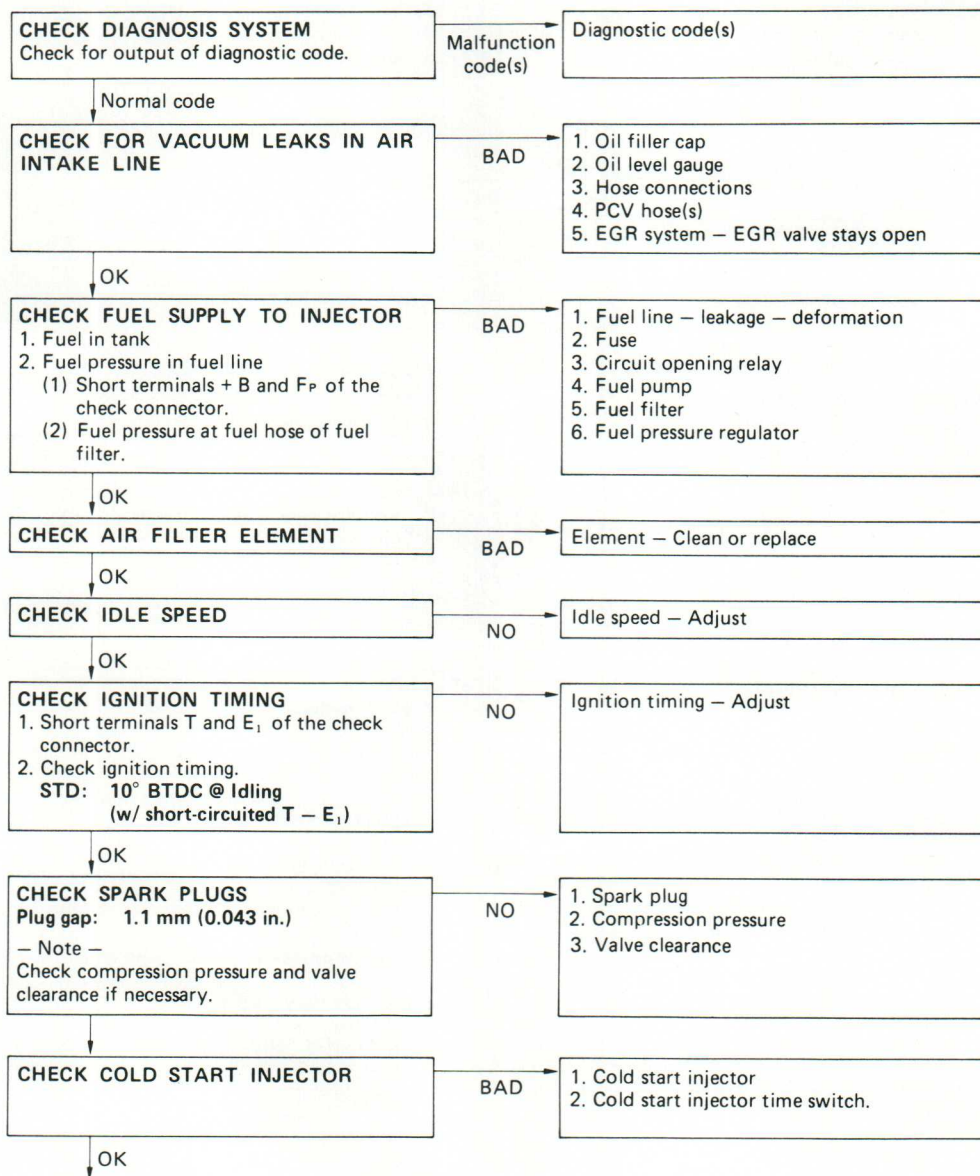 CHECK DIAGNOSIS SYSTEM
Check for output of diagnostic code.
Malfunction
code(s)
Diagnostic code(s)
Normal code
CHECK FOR VACUUM LEAKS IN AIR
INTAKE LINE
BAD
1. Oil filler cap
2. Oil level gauge
3. Hose connections
4. PCV hose(s)
5. EGR system – EGR valve stays open
OK
CHECK FUEL SUPPLY TO INJECTOR
1. Fuel in tank
2. Fuel pressure in fuel line
(1) Short terminals + B and FP of the
check connector.
(2) Fuel pressure at fuel hose of fuel
filter.
BAD
1. Fuel line – leakage – deformation
2. Fuse
3. Circuit opening relay
4. Fuel pump
5. Fuel filter
6. Fuel pressure regulator
OK
CHECK AIR FILTER ELEMENT
BAD
Element – Clean or replace
OK
CHECK IDLE SPEED
NO
Idle speed – Adjust
OK
CHECK IGNITION TIMING
1. Short terminals T and E₁ of the check
connector.
2. Check ignition timing.
STD: 10° BTDC @ Idling
(w/ short-circuited T – E₁)
NO
Ignition timing – Adjust
OK
CHECK SPARK PLUGS
Plug gap: 1.1 mm (0.043 in.)
– Note –
Check compression pressure and valve
clearance if necessary.
NO
1. Spark plug
2. Compression pressure
3. Valve clearance
CHECK COLD START INJECTOR
BAD
1. Cold start injector
2. Cold start injector time switch.
OK